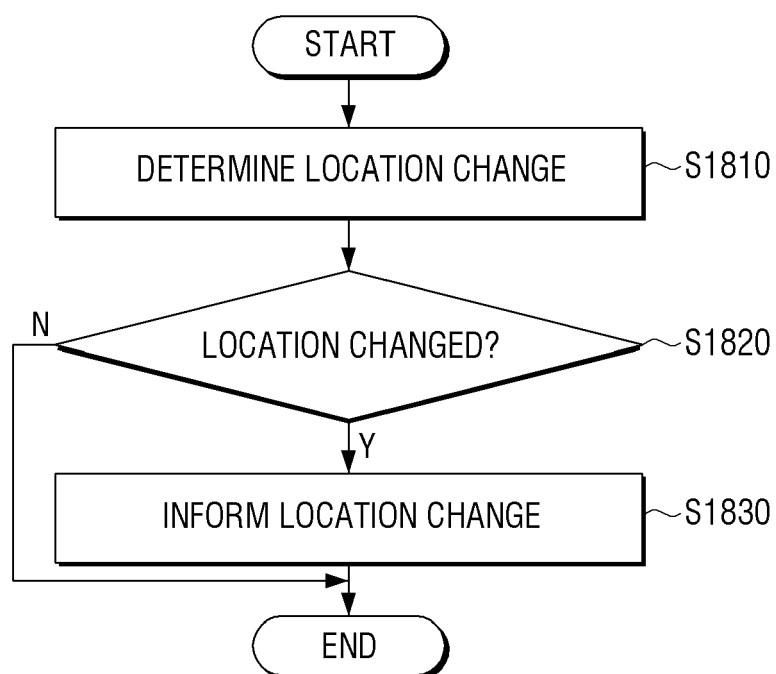 START
DETERMINE LOCATION CHANGE
S1810
N
LOCATION CHANGED?
S1820
Y
INFORM LOCATION CHANGE
S1830
END